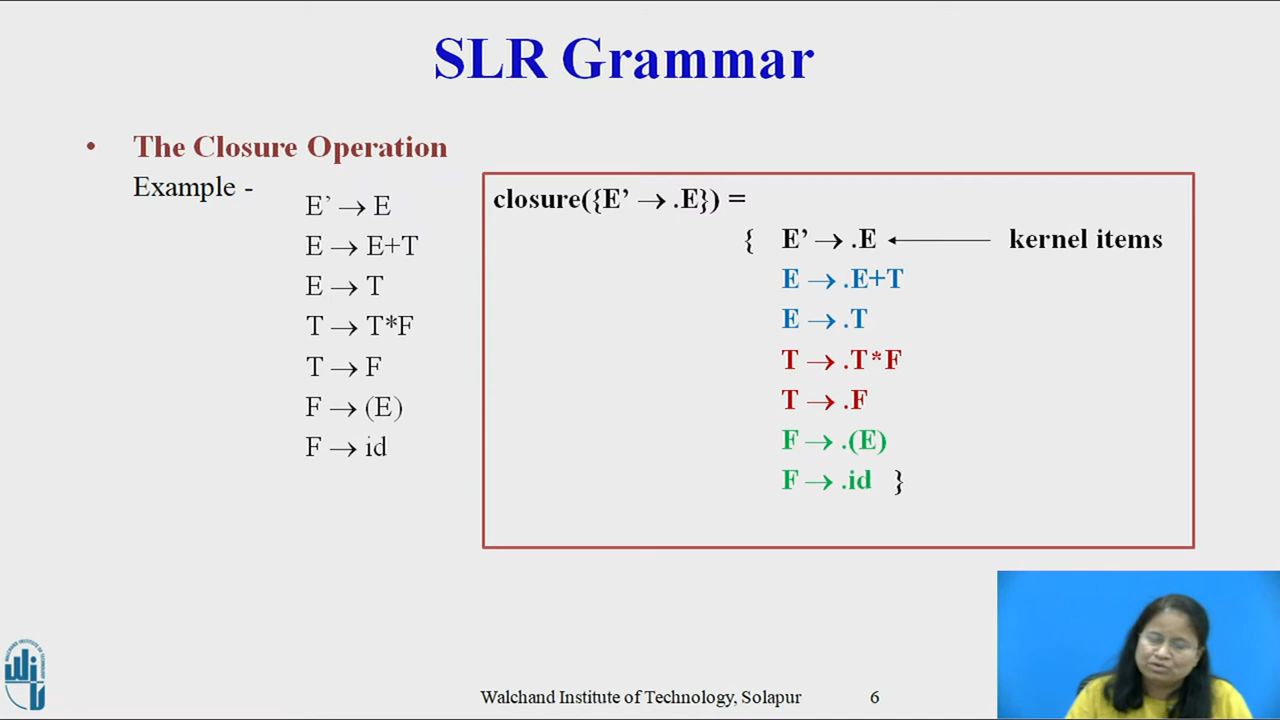 SLR Grammar
• The Closure Operation
Example -
E’ → E
E → E+T
E → T
T → T*F
T → F
F → (E)
F → id
closure({E’ → .E}) =
{ E’ → .E ← kernel items
E → .E+T
E → .T
T → .T*F
T → .F
F → .(E)
F → .id }
Walchand Institute of Technology, Solapur 6